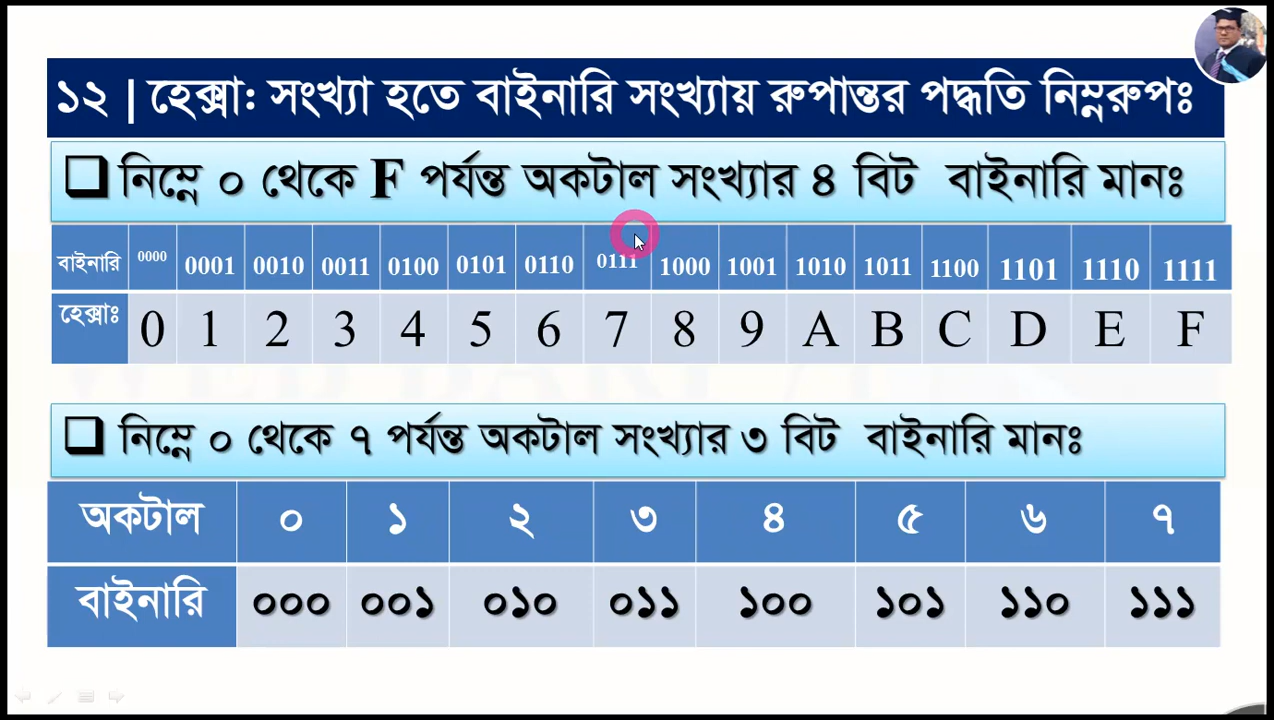 ১২ | হেক্সা: সংখ্যা হতে বাইনারি সংখ্যায় রুপান্তর পদ্ধতি নিম্নরুপঃ
নিম্নে ০ থেকে F পর্যন্ত অকটাল সংখ্যার ৪ বিট বাইনারি মানঃ
বাইনারি 0000 0001 0010 0011 0100 0101 0110 0111 1000 1001 1010 1011 1100 1101 1110 1111
হেক্সাঃ 0 1 2 3 4 5 6 7 8 9 A B C D E F
নিম্নে ০ থেকে ৭ পর্যন্ত অকটাল সংখ্যার ৩ বিট বাইনারি মানঃ
অকটাল ০ ১ ২ ৩ ৪ ৫ ৬ ৭
বাইনারি ০০০ ০০১ ০১০ ০১১ ১০০ ১০১ ১১০ ১১১